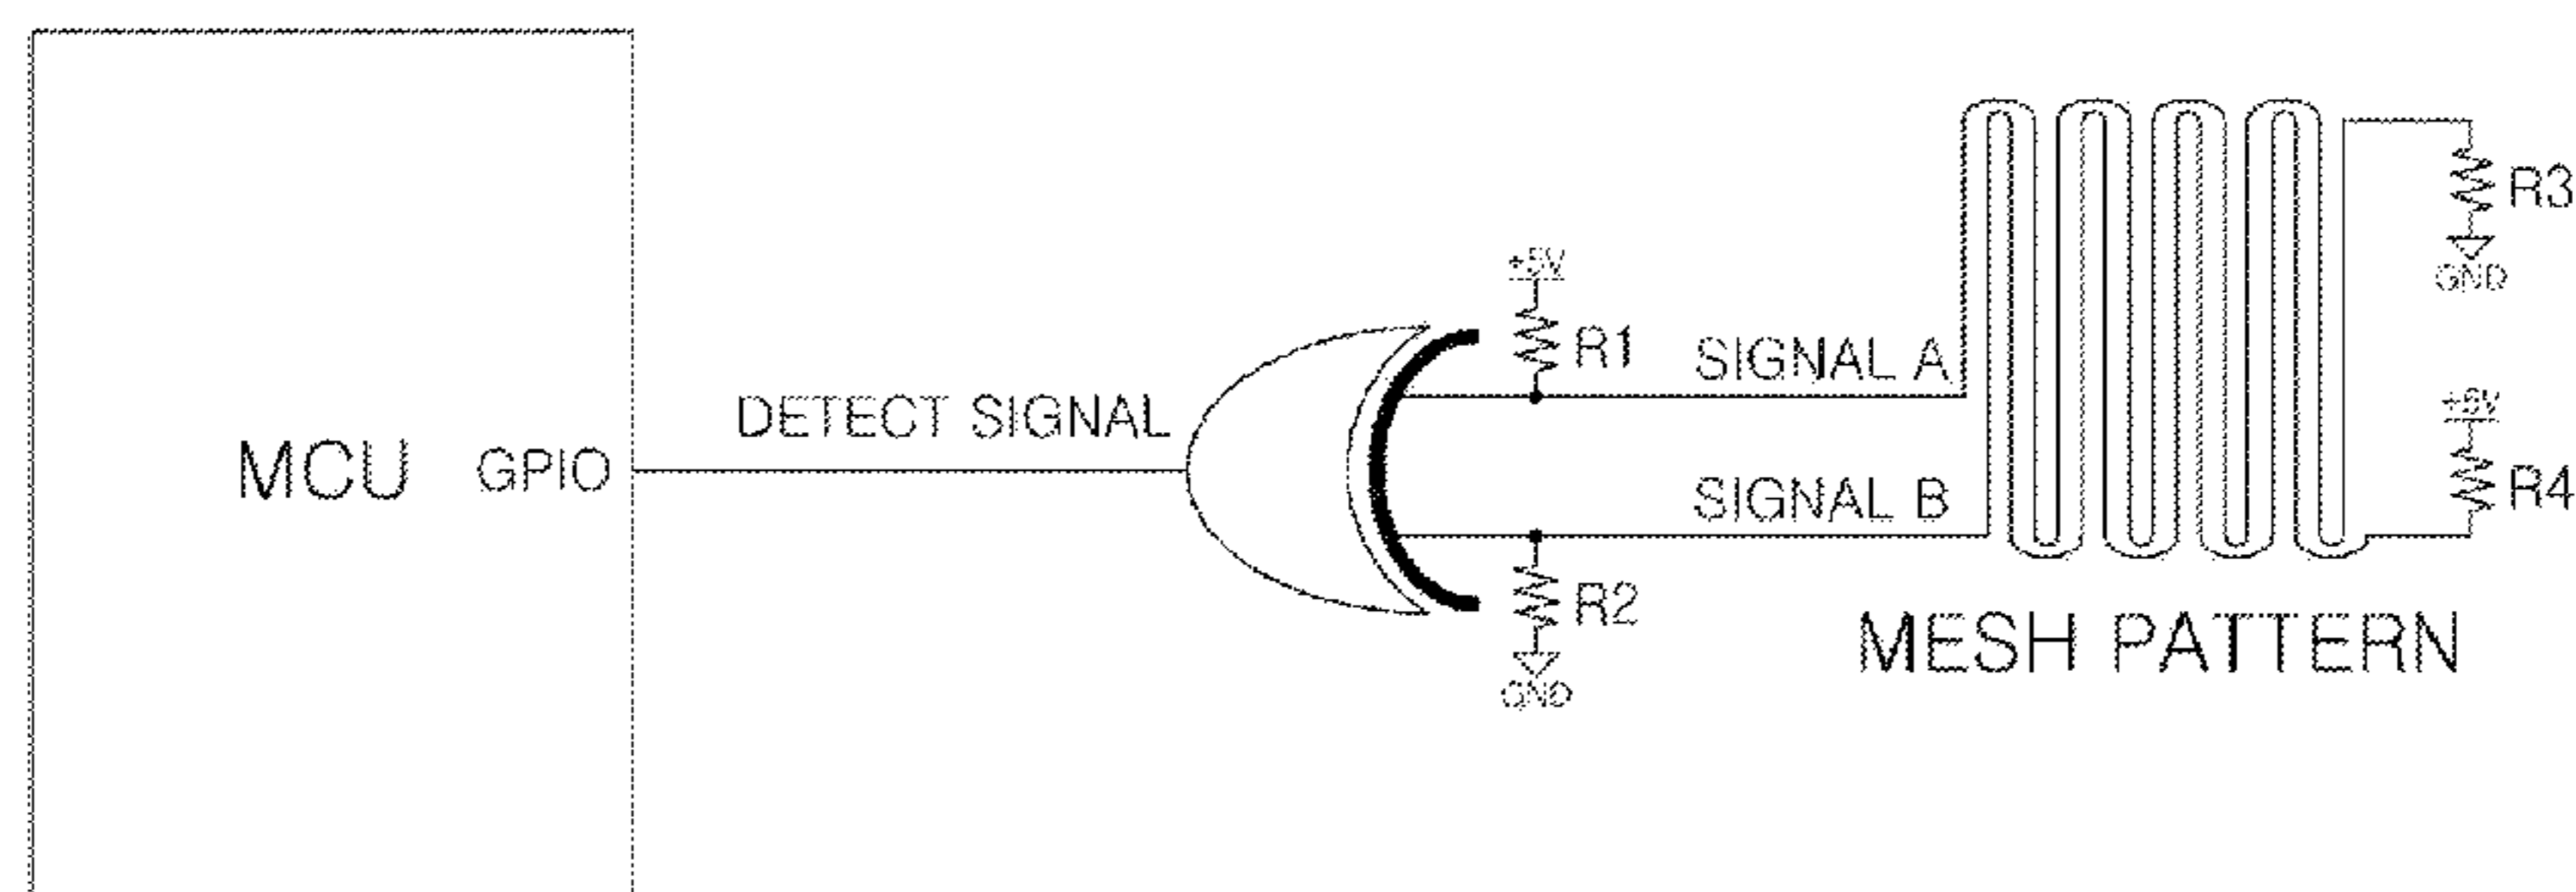 R3
GND
+5V
R1
SIGNAL A
+5V
DETECT SIGNAL
MCU GPIO
SIGNAL B
R4
R2
GND
MESH PATTERN